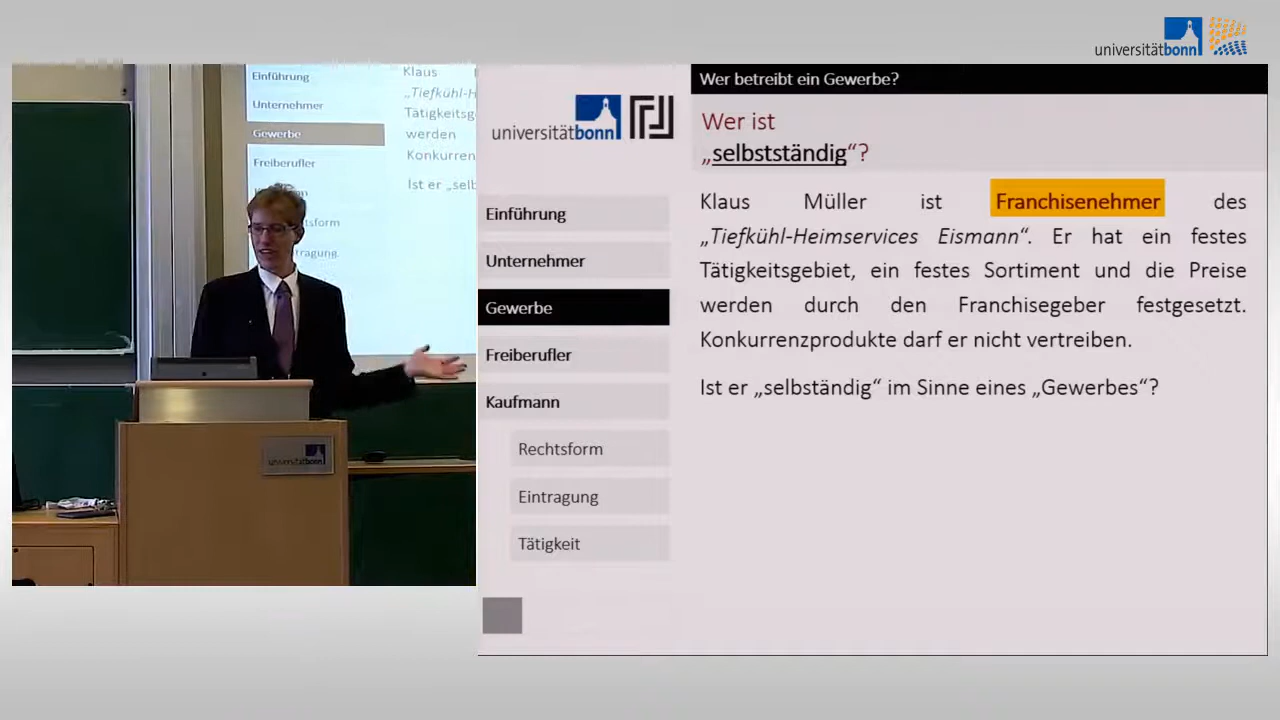 universitätbonn
Einführung
Unternehmer
Gewerbe
Freiberufler
Klaus
„Tiefkühl-H
Tätigkeitsg
werden
Konkurren
Ist er „selb
universitätbonn
universitätbonn
Wer betreibt ein Gewerbe?
Wer ist
„selbstständig“?
Klaus Müller ist Franchisenehmer des
„Tiefkühl-Heimservices Eismann“. Er hat ein festes
Tätigkeitsgebiet, ein festes Sortiment und die Preise
werden durch den Franchisegeber festgesetzt.
Konkurrenzprodukte darf er nicht vertreiben.
Ist er „selbständig“ im Sinne eines „Gewerbes“?
Einführung
Unternehmer
Gewerbe
Freiberufler
Kaufmann
Rechtsform
Eintragung
Tätigkeit